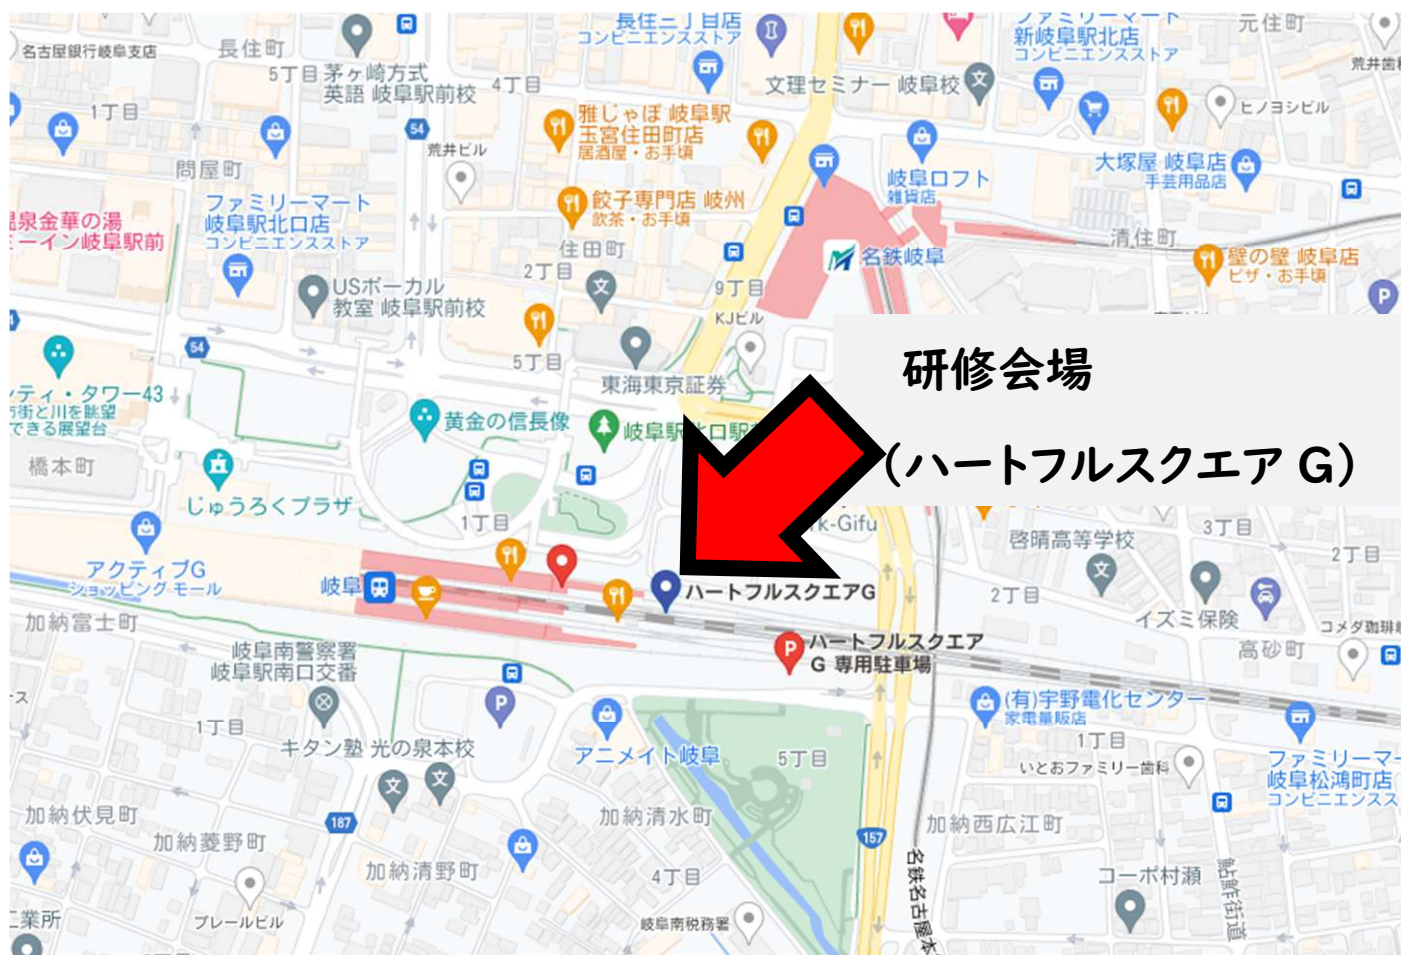 長住三丁目店
コンビニエンスストア
ファミリーマート
新岐阜駅北店
コンビニエンスストア
元住町
名古屋銀行岐阜支店
長住町
5丁目
茅ヶ崎方式
英語 岐阜駅前校
4丁目
文理セミナー 岐阜校
荒井歯
1丁目
54
雅じゃぽ 岐阜駅
玉宮住田町店
居酒屋・お手頃
ヒノヨシビル
荒井ビル
問屋町
岐阜ロフト
雑貨店
大塚屋 岐阜店
手芸用品店
ファミリーマート
岐阜駅北口店
コンビニエンスストア
餃子専門店 岐州
飲茶・お手頃
泉金華の湯
ーイン岐阜駅前
住田町
2丁目
名鉄岐阜
清住町
壁の壁 岐阜店
ピザ・お手頃
USボーカル
教室 岐阜駅前校
9丁目
KJビル
P
54
5丁目
東海東京証券
研修会場
(ハートフルスクエア G)
ティ・タワー43
街と川を眺望
できる展望台
黄金の信長像
岐阜駅北口駅
橋本町
じゅうろくプラザ
1丁目
rk-Gifu
啓晴高等学校
3丁目
2丁目
アクティブG
ショッピング モール
岐阜
ハートフルスクエアG
2丁目
イズミ保険
コメダ珈琲
加納富士町
岐阜南警察署
岐阜駅南口交番
P
ハートフルスクエア
G 専用駐車場
高砂町
ース
P
(有)宇野電化センター
家電量販店
1丁目
キタン塾 光の泉本校
アニメイト岐阜
5丁目
1丁目
いとおファミリー歯科
ファミリーマー
岐阜松鴻町店
コンビニエンスス
加納伏見町
187
加納清水町
157
加納西広江町
加納菱野町
加納清野町
4丁目
名鉄名古屋本
コーポ村瀬
鮎鮓街道
工業所
プレールビル
岐阜南税務署